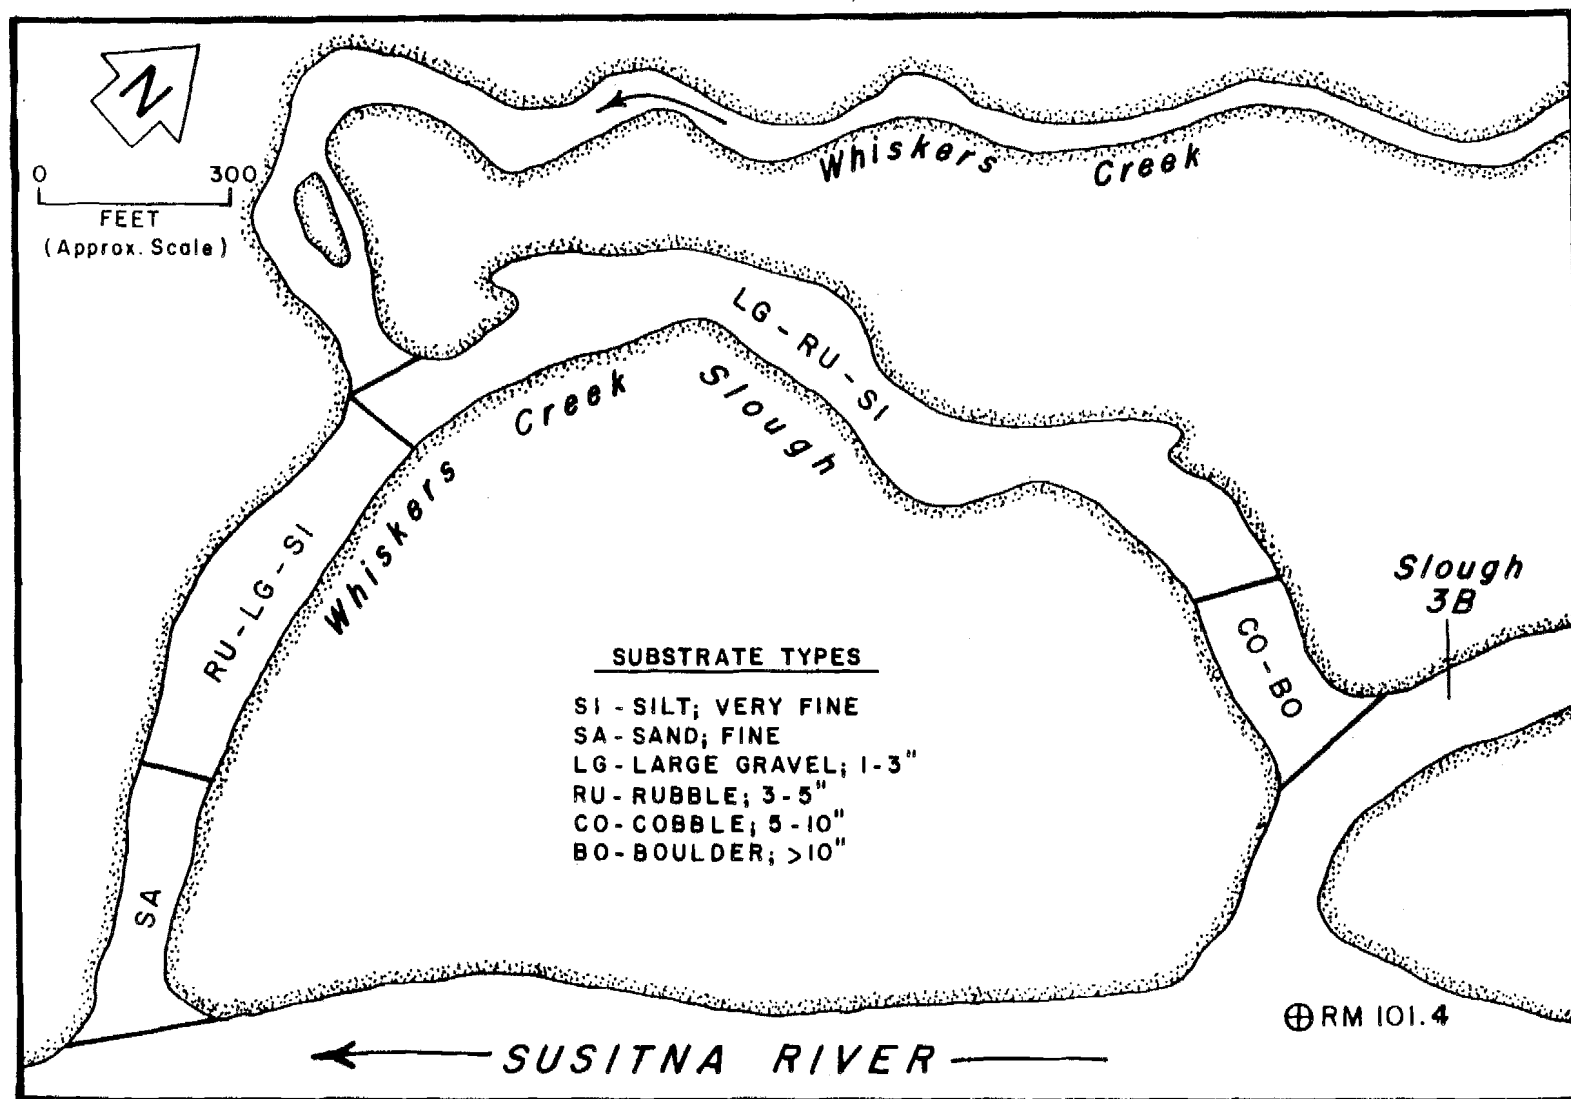 N
0 300
FEET
(Approx. Scale)
Whiskers Creek
LG-RU-SI
Whiskers Creek Slough
RU-LG-SI
Slough
3B
CO-BO
SA
SUBSTRATE TYPES
SI - SILT; VERY FINE
SA - SAND; FINE
LG - LARGE GRAVEL; 1-3"
RU - RUBBLE; 3-5"
CO - COBBLE; 5-10"
BO - BOULDER; >10"
RM 101.4
SUSITNA RIVER